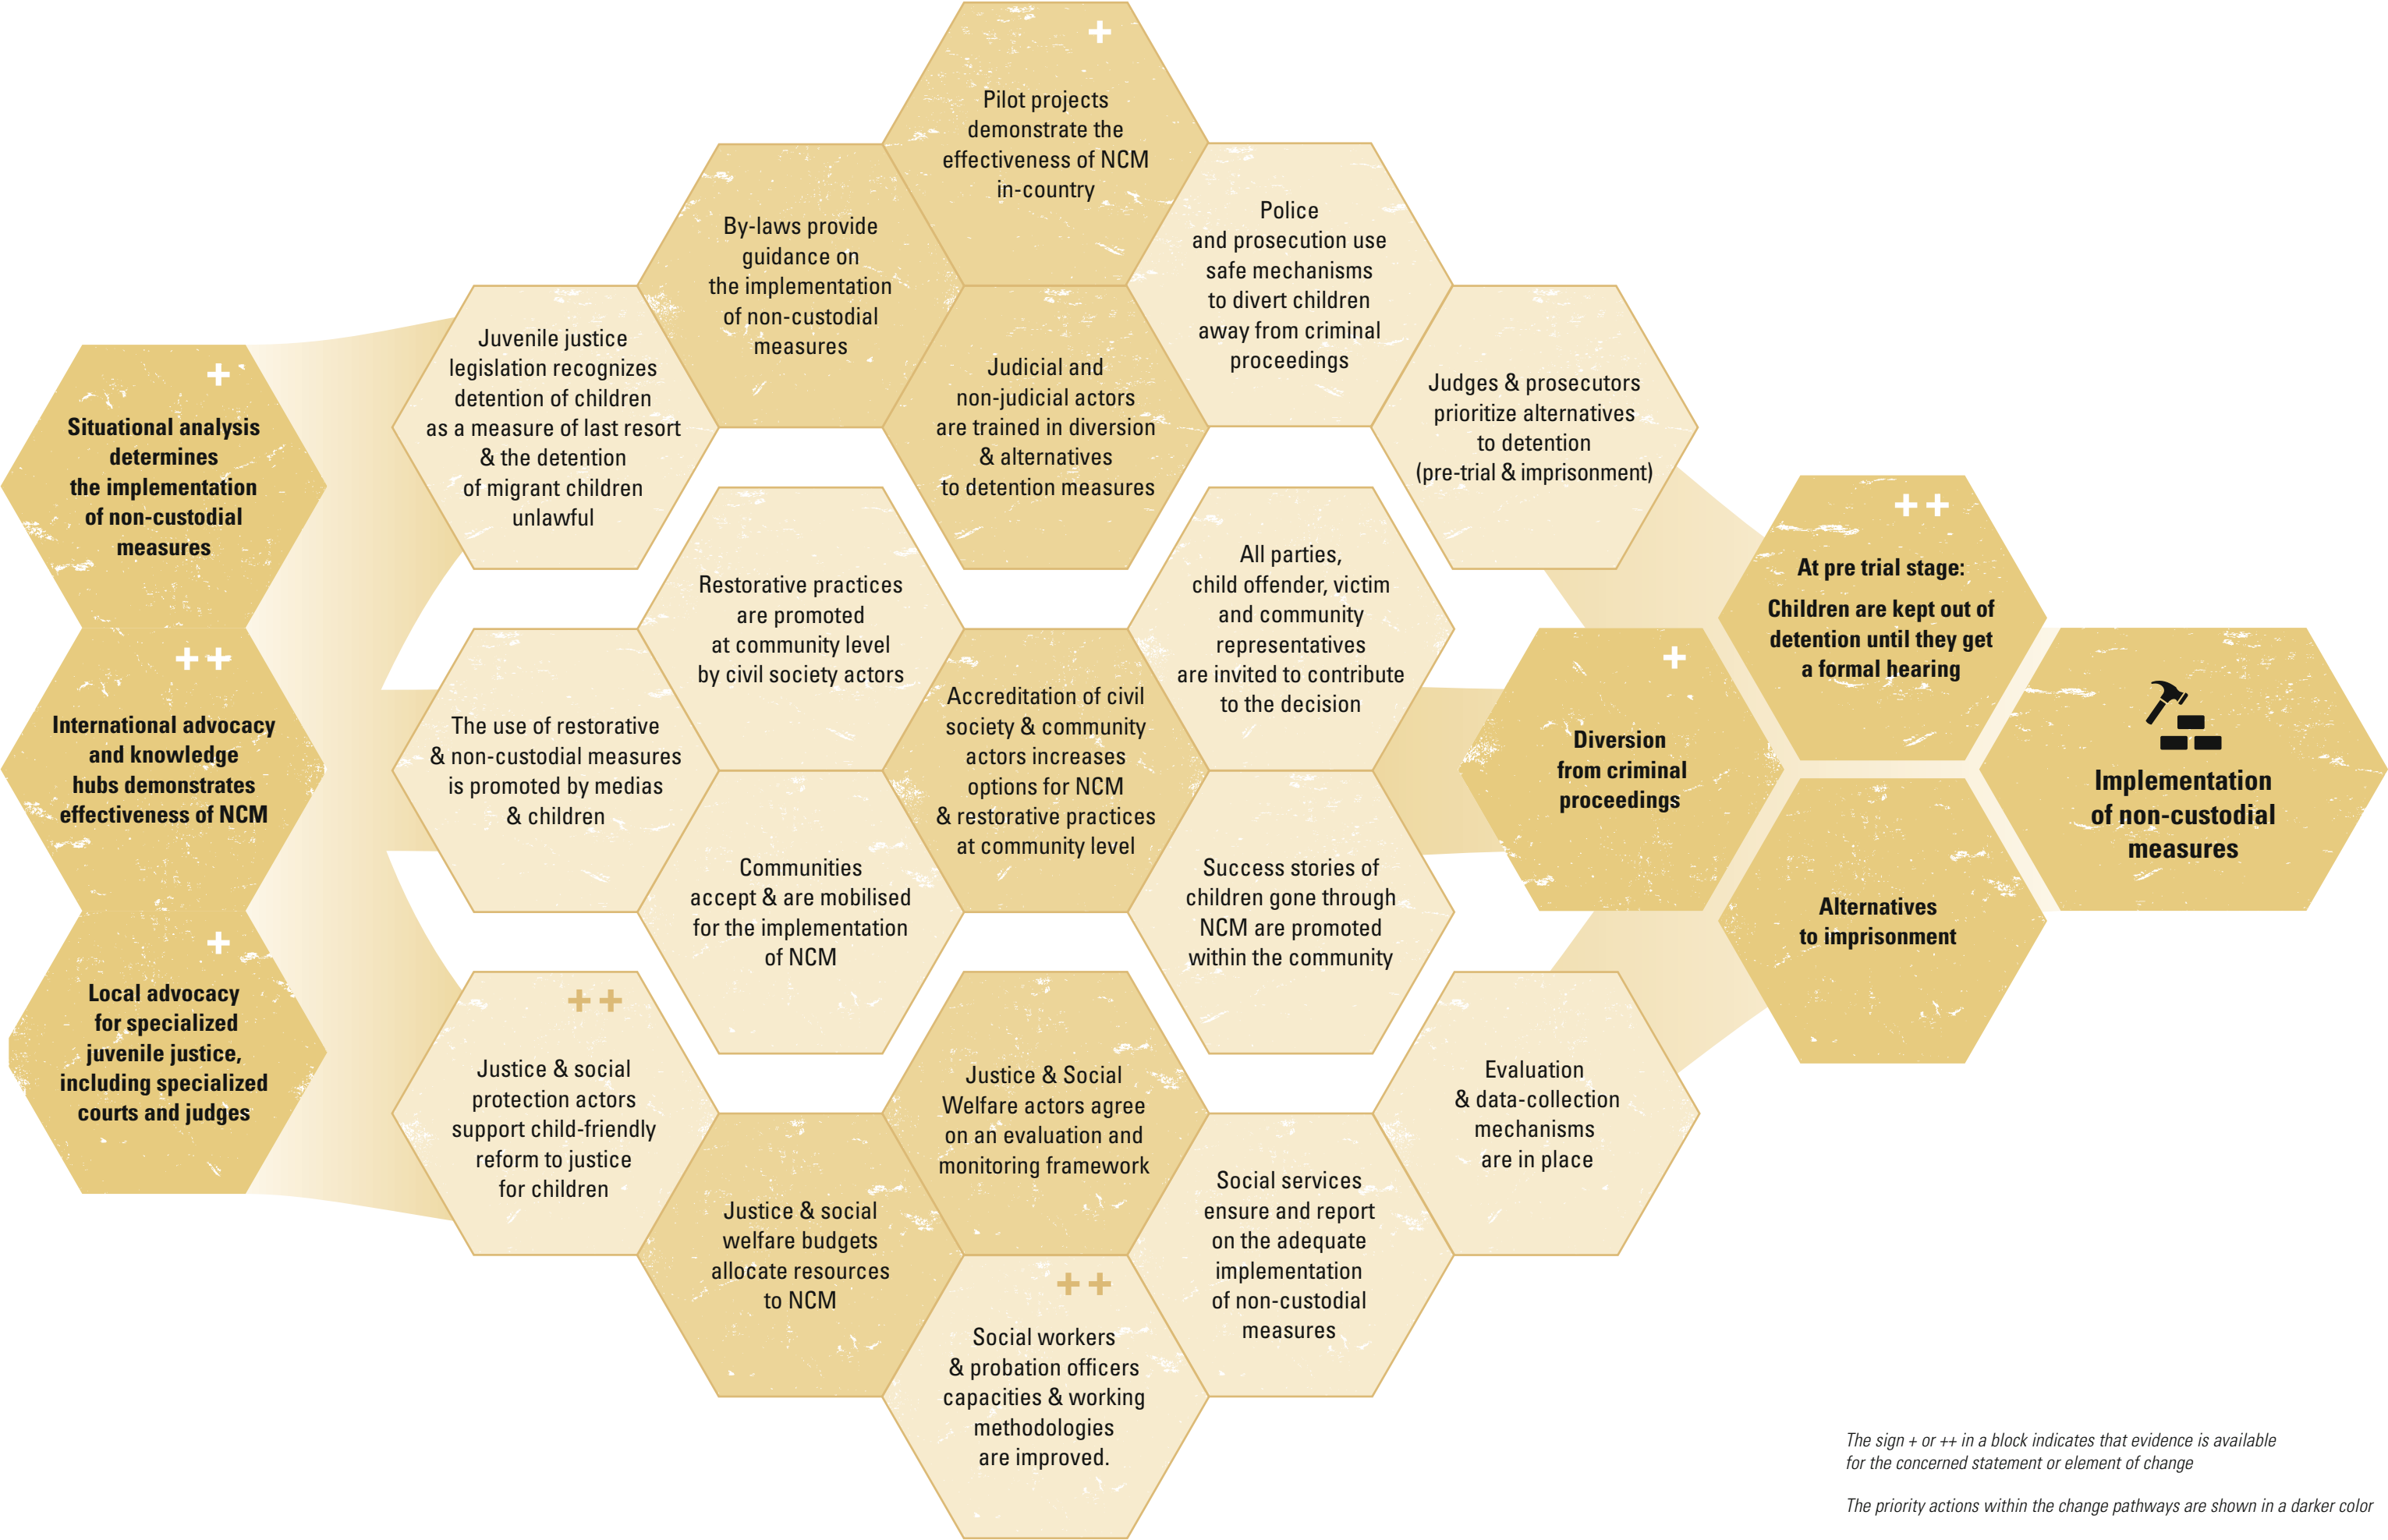 +
Situational analysis
determines
the implementation
of non-custodial
measures
++
International advocacy
and knowledge
hubs demonstrates
effectiveness of NCM
+
Local advocacy
for specialized
juvenile justice,
including specialized
courts and judges
Juvenile justice
legislation recognizes
detention of children
as a measure of last resort
& the detention
of migrant children
unlawful
By-laws provide
guidance on
the implementation
of non-custodial
measures
+
Pilot projects
demonstrate the
effectiveness of NCM
in-country
Judicial and
non-judicial actors
are trained in diversion
& alternatives
to detention measures
Police
and prosecution use
safe mechanisms
to divert children
away from criminal
proceedings
Judges & prosecutors
prioritize alternatives
to detention
(pre-trial & imprisonment)
The use of restorative
& non-custodial measures
is promoted by medias
& children
Restorative practices
are promoted
at community level
by civil society actors
Communities
accept & are mobilised
for the implementation
of NCM
Accreditation of civil
society & community
actors increases
options for NCM
& restorative practices
at community level
All parties,
child offender, victim
and community
representatives
are invited to contribute
to the decision
Success stories of
children gone through
NCM are promoted
within the community
++
Justice & social
protection actors
support child-friendly
reform to justice
for children
Justice & social
welfare budgets
allocate resources
to NCM
Justice & Social
Welfare actors agree
on an evaluation and
monitoring framework
++
Social workers
& probation officers
capacities & working
methodologies
are improved.
Social services
ensure and report
on the adequate
implementation
of non-custodial
measures
Evaluation
& data-collection
mechanisms
are in place
+
Diversion
from criminal
proceedings
++
At pre trial stage:
Children are kept out of
detention until they get
a formal hearing
Alternatives
to imprisonment
Implementation
of non-custodial
measures
The sign + or ++ in a block indicates that evidence is available
for the concerned statement or element of change
The priority actions within the change pathways are shown in a darker color